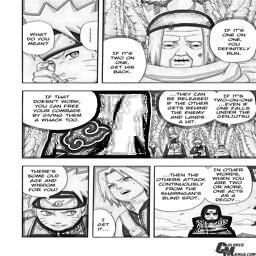 IF IT'S
ONE ON
ONE,
YOU
DEFINITELY
RUN.
IF IT'S
TWO ON
ONE,
GET HIS
BACK.
WHAT
DO YOU
MEAN?
IF IT'S
TWO-ON-ONE,
EVEN IF
ONE FALLS
UNDER THE
GENJUTSU
...THEY CAN
BE RELEASED
IF THE OTHER
GETS BEHIND
THE ENEMY
AND LANDS
A HIT.
IF THAT
DOESN'T WORK,
YOU CAN FREE
YOUR COMRADE
BY GIVING
THEM A
WHACK TOO.
IN OTHER
WORDS,
WHEN YOU ARE
TWO OR
MORE,
ONE ACTS
AS A
DECOY...
...THEN THE
OTHERS ATTACK
CONTINUOUSLY
FROM THE
SHARINGAN'S
BLIND SPOT.
I
GET
IT...
THERE'S
SOME OLD
AGE AND
WISDOM
FOR YOU!
COLORED
MANGA.COM